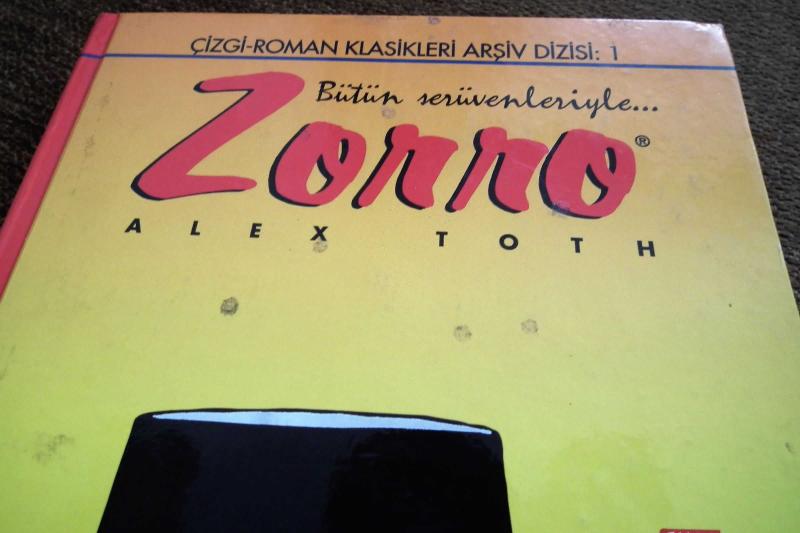 ÇİZGİ-ROMAN KLASİKLERİ ARŞİV DİZİSİ: 1
Bütün serüvenleriyle...
Zorro®
ALEX TOTH